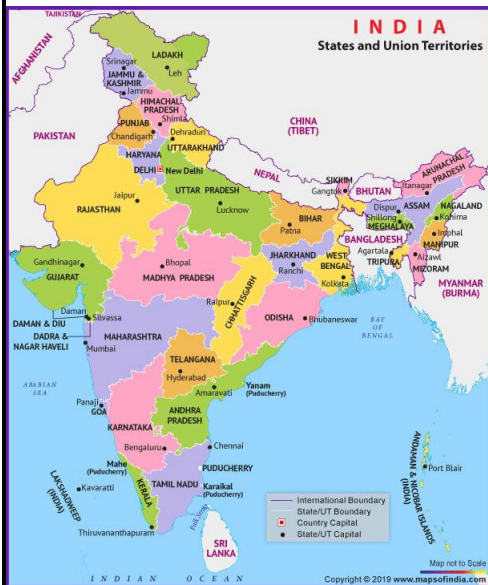 INDIA
States and Union Territories
TAJIKISTAN
AFGHANISTAN
PAKISTAN
CHINA
(TIBET)
NEPAL
BHUTAN
BANGLADESH
MYANMAR
(BURMA)
SRI
LANKA
LADAKH
Leh
Srinagar
JAMMU &
KASHMIR
Jammu
HIMACHAL
PRADESH
Shimla
PUNJAB
Chandigarh
Dehradun
UTTARAKHAND
HARYANA
DELHI
New Delhi
Jaipur
RAJASTHAN
UTTAR PRADESH
Lucknow
BIHAR
Patna
SIKKIM
Gangtok
ARUNACHAL
PRADESH
Itanagar
Dispur
ASSAM
NAGALAND
Kohima
Shillong
MEGHALAYA
Imphal
MANIPUR
Agartala
TRIPURA
Aizawl
MIZORAM
Gandhinagar
GUJARAT
Bhopal
MADHYA PRADESH
JHARKHAND
Ranchi
WEST
BENGAL
Kolkata
Raipur
CHHATTISGARH
ODISHA
Bhubaneswar
Daman
DAMAN & DIU
Silvassa
DADRA &
NAGAR HAVELI
MAHARASHTRA
Mumbai
TELANGANA
Hyderabad
Amaravati
Yanam
(Puducherry)
ANDHRA
PRADESH
Panaji
GOA
KARNATAKA
Bengaluru
Chennai
Mahe
(Puducherry)
PUDUCHERRY
Karaikal
(Puducherry)
KERALA
TAMIL NADU
Thiruvananthapuram
Kavaratti
LAKSHADWEEP
(INDIA)
ANDAMAN & NICOBAR ISLANDS
(INDIA)
Port Blair
ARABIAN
SEA
BAY
OF
BENGAL
INDIAN OCEAN
International Boundary
State/UT Boundary
Country Capital
State/UT Capital
Map not to Scale
Copyright © 2019 www.mapsofindia.com